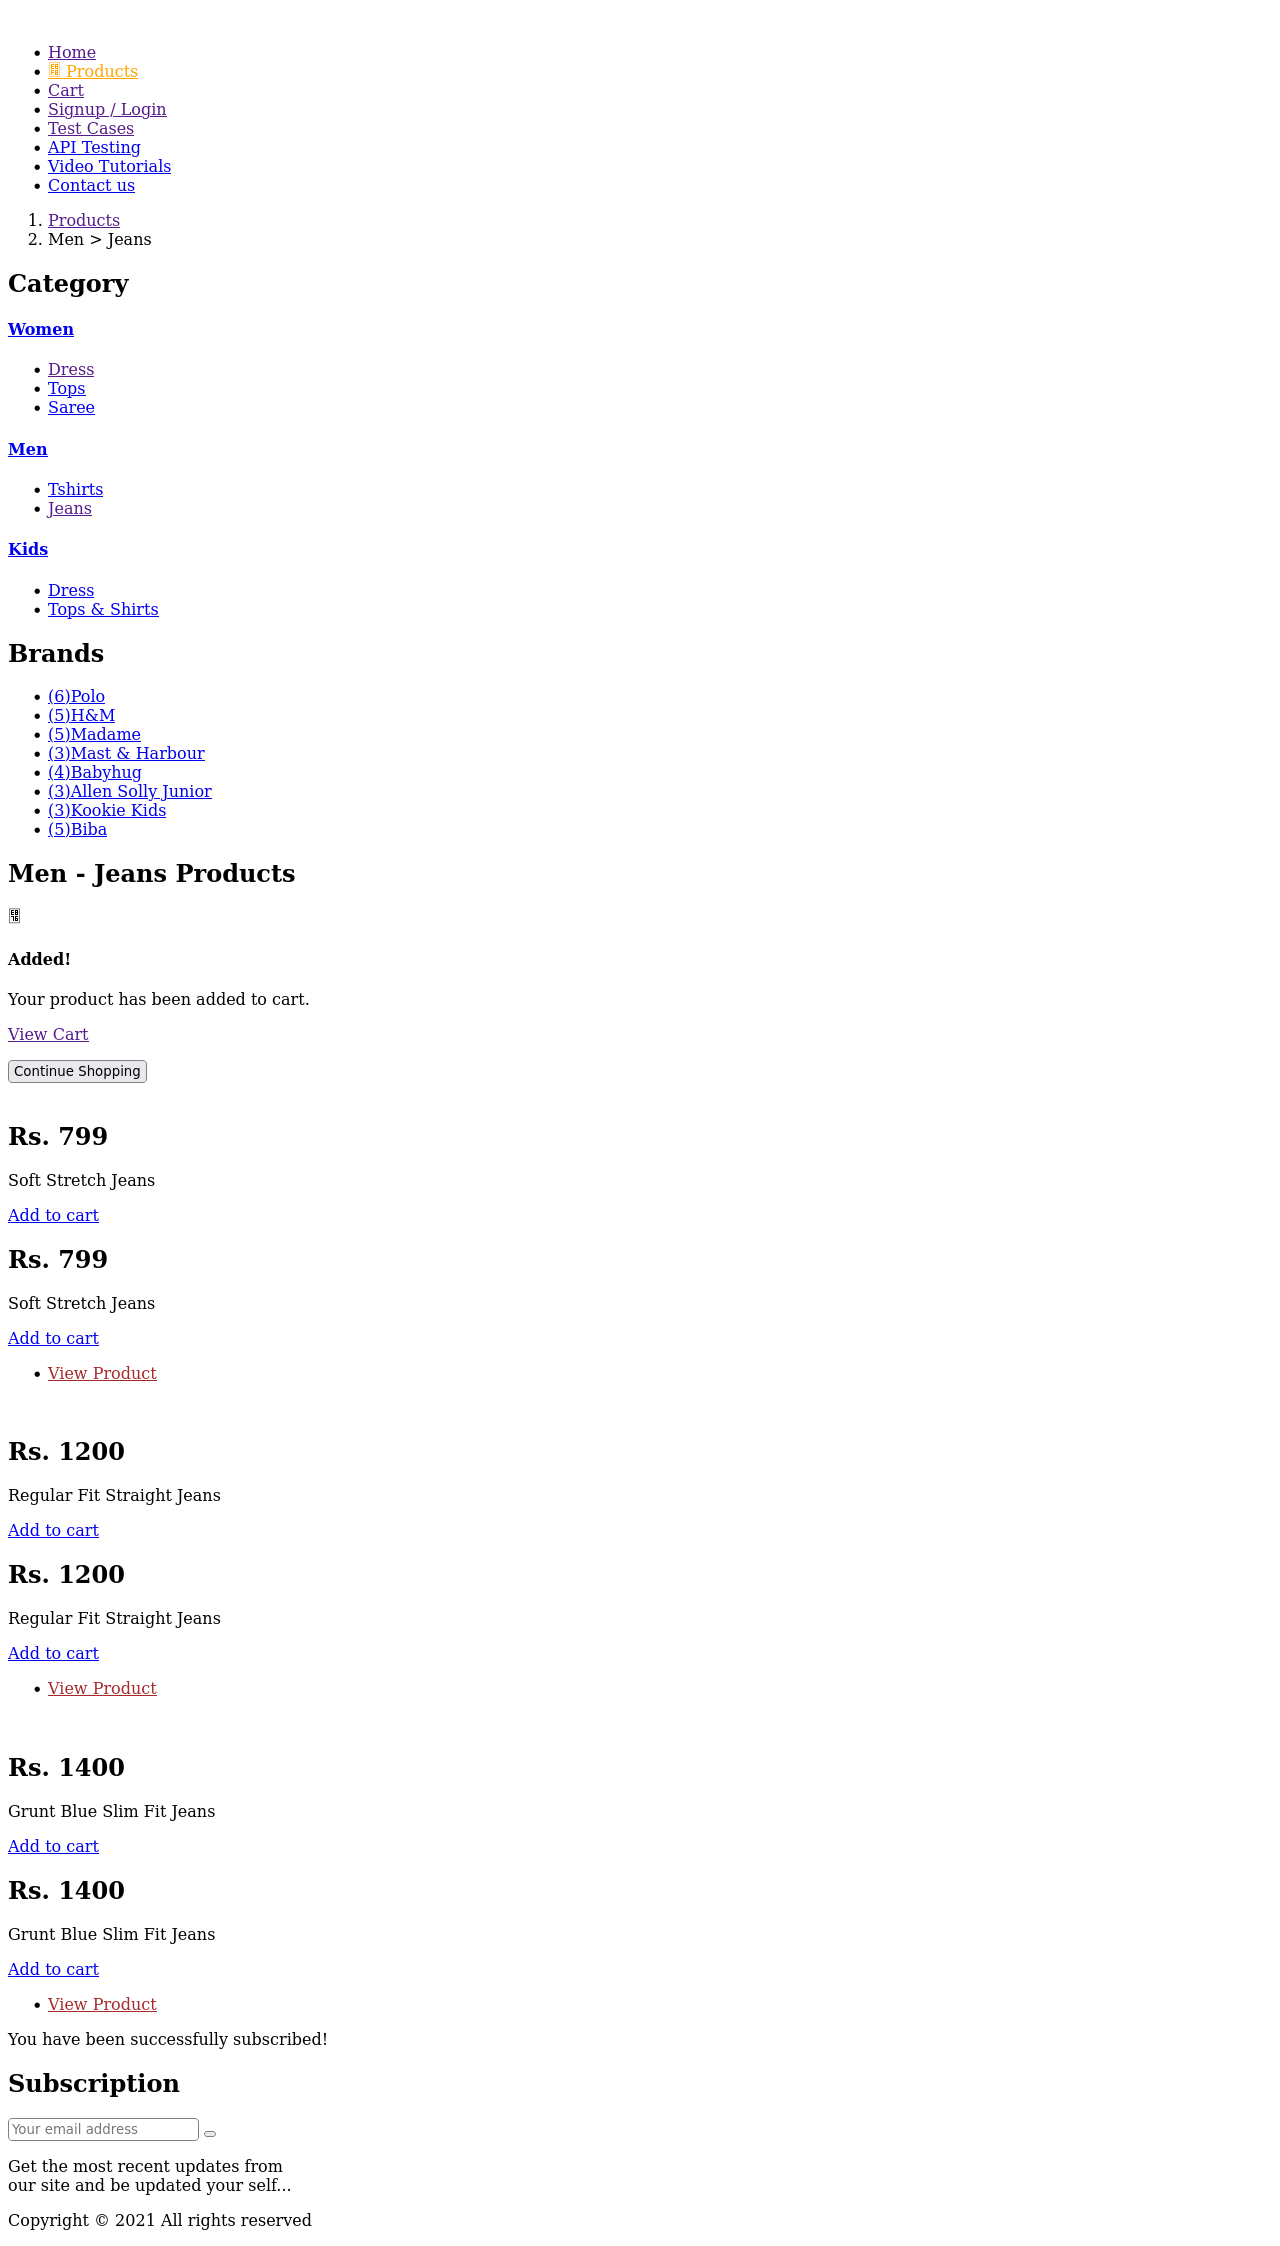 Home
Products
Cart
Signup / Login
Test Cases
API Testing
Video Tutorials
Contact us
1. Products
2. Men > Jeans
Category
Women
Dress
Tops
Saree
Men
Tshirts
Jeans
Kids
Dress
Tops & Shirts
Brands
(6)Polo
(5)H&M
(5)Madame
(3)Mast & Harbour
(4)Babyhug
(3)Allen Solly Junior
(3)Kookie Kids
(5)Biba
Men - Jeans Products
Added!
Your product has been added to cart.
View Cart
Continue Shopping
Rs. 799
Soft Stretch Jeans
Add to cart
Rs. 799
Soft Stretch Jeans
Add to cart
View Product
Rs. 1200
Regular Fit Straight Jeans
Add to cart
Rs. 1200
Regular Fit Straight Jeans
Add to cart
View Product
Rs. 1400
Grunt Blue Slim Fit Jeans
Add to cart
Rs. 1400
Grunt Blue Slim Fit Jeans
Add to cart
View Product
You have been successfully subscribed!
Subscription
Your email address
Get the most recent updates from
our site and be updated your self...
Copyright © 2021 All rights reserved